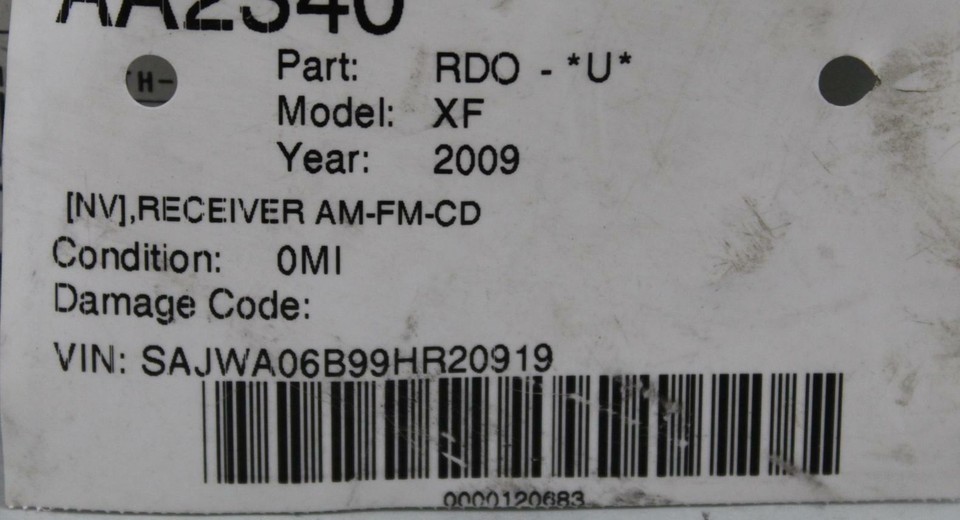 AA2340
H-
Part: RDO - *U*
Model: XF
Year: 2009
[NV],RECEIVER AM-FM-CD
Condition: 0MI
Damage Code:
VIN: SAJWA06B99HR20919
0000120683